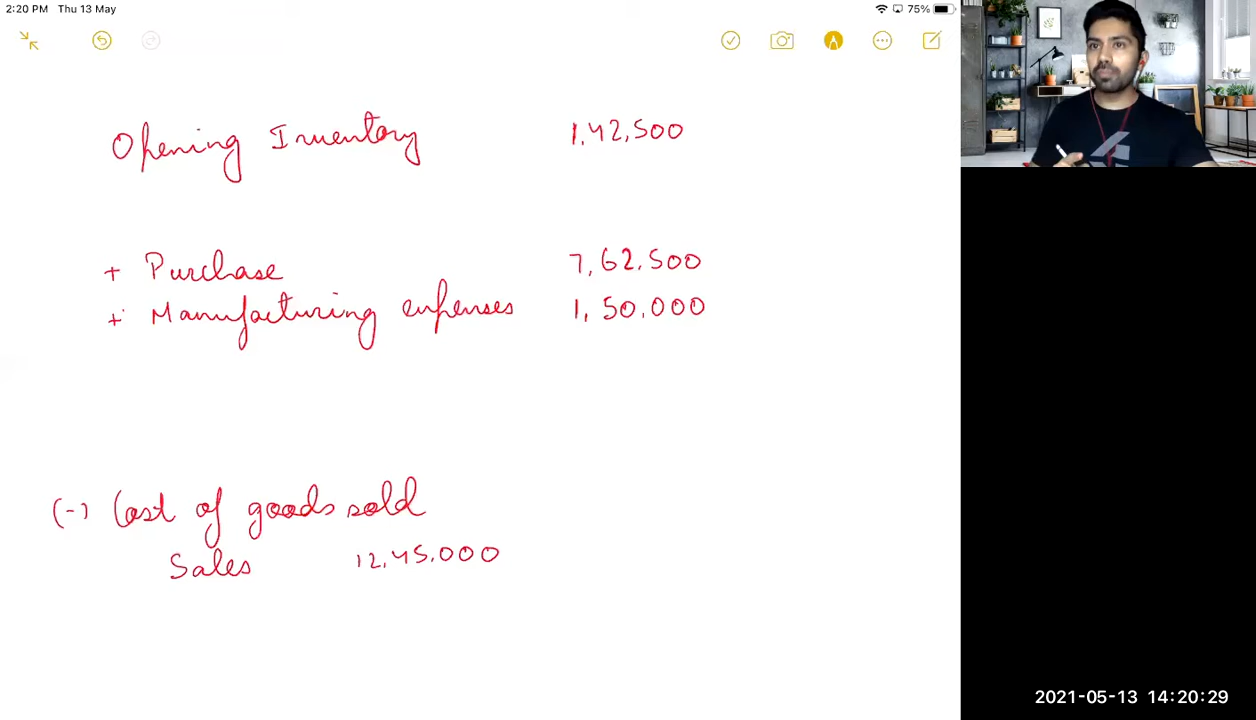 2:20 PM Thu 13 May
75%
Opening Inventory 1,42,500
+ Purchase 7,62,500
+ Manufacturing expenses 1,50,000
(-) Cost of goods sold
Sales 12,45,000
2021-05-13 14:20:29